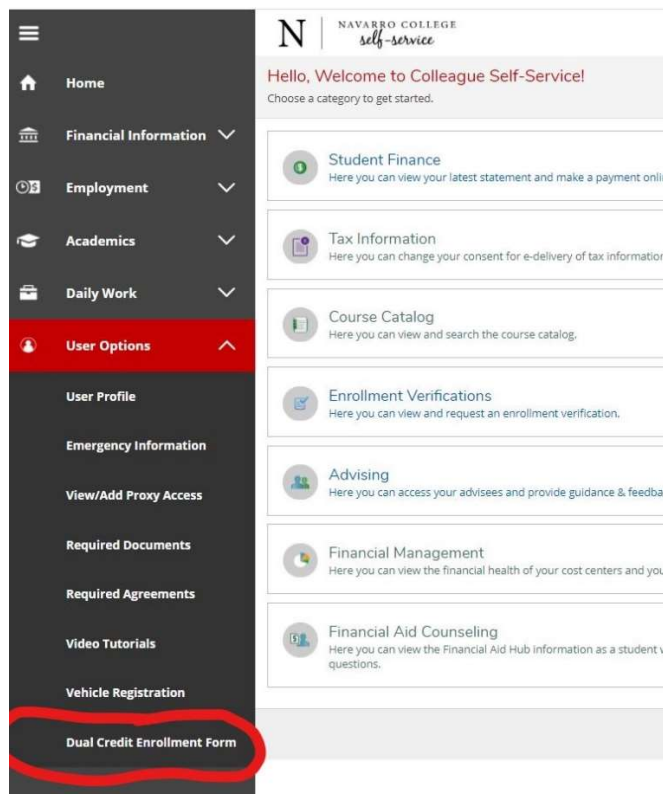 Home
Financial Information
Employment
Academics
Daily Work
User Options
User Profile
Emergency Information
View/Add Proxy Access
Required Documents
Required Agreements
Video Tutorials
Vehicle Registration
Dual Credit Enrollment Form
N
NAVARRO COLLEGE
self-service
Hello, Welcome to Colleague Self-Service!
Choose a category to get started.
Student Finance
Here you can view your latest statement and make a payment onli
Tax Information
Here you can change your consent for e-delivery of tax information
Course Catalog
Here you can view and search the course catalog.
Enrollment Verifications
Here you can view and request an enrollment verification.
Advising
Here you can access your advisees and provide guidance & feedba
Financial Management
Here you can view the financial health of your cost centers and you
Financial Aid Counseling
Here you can view the Financial Aid Hub information as a student w
questions.